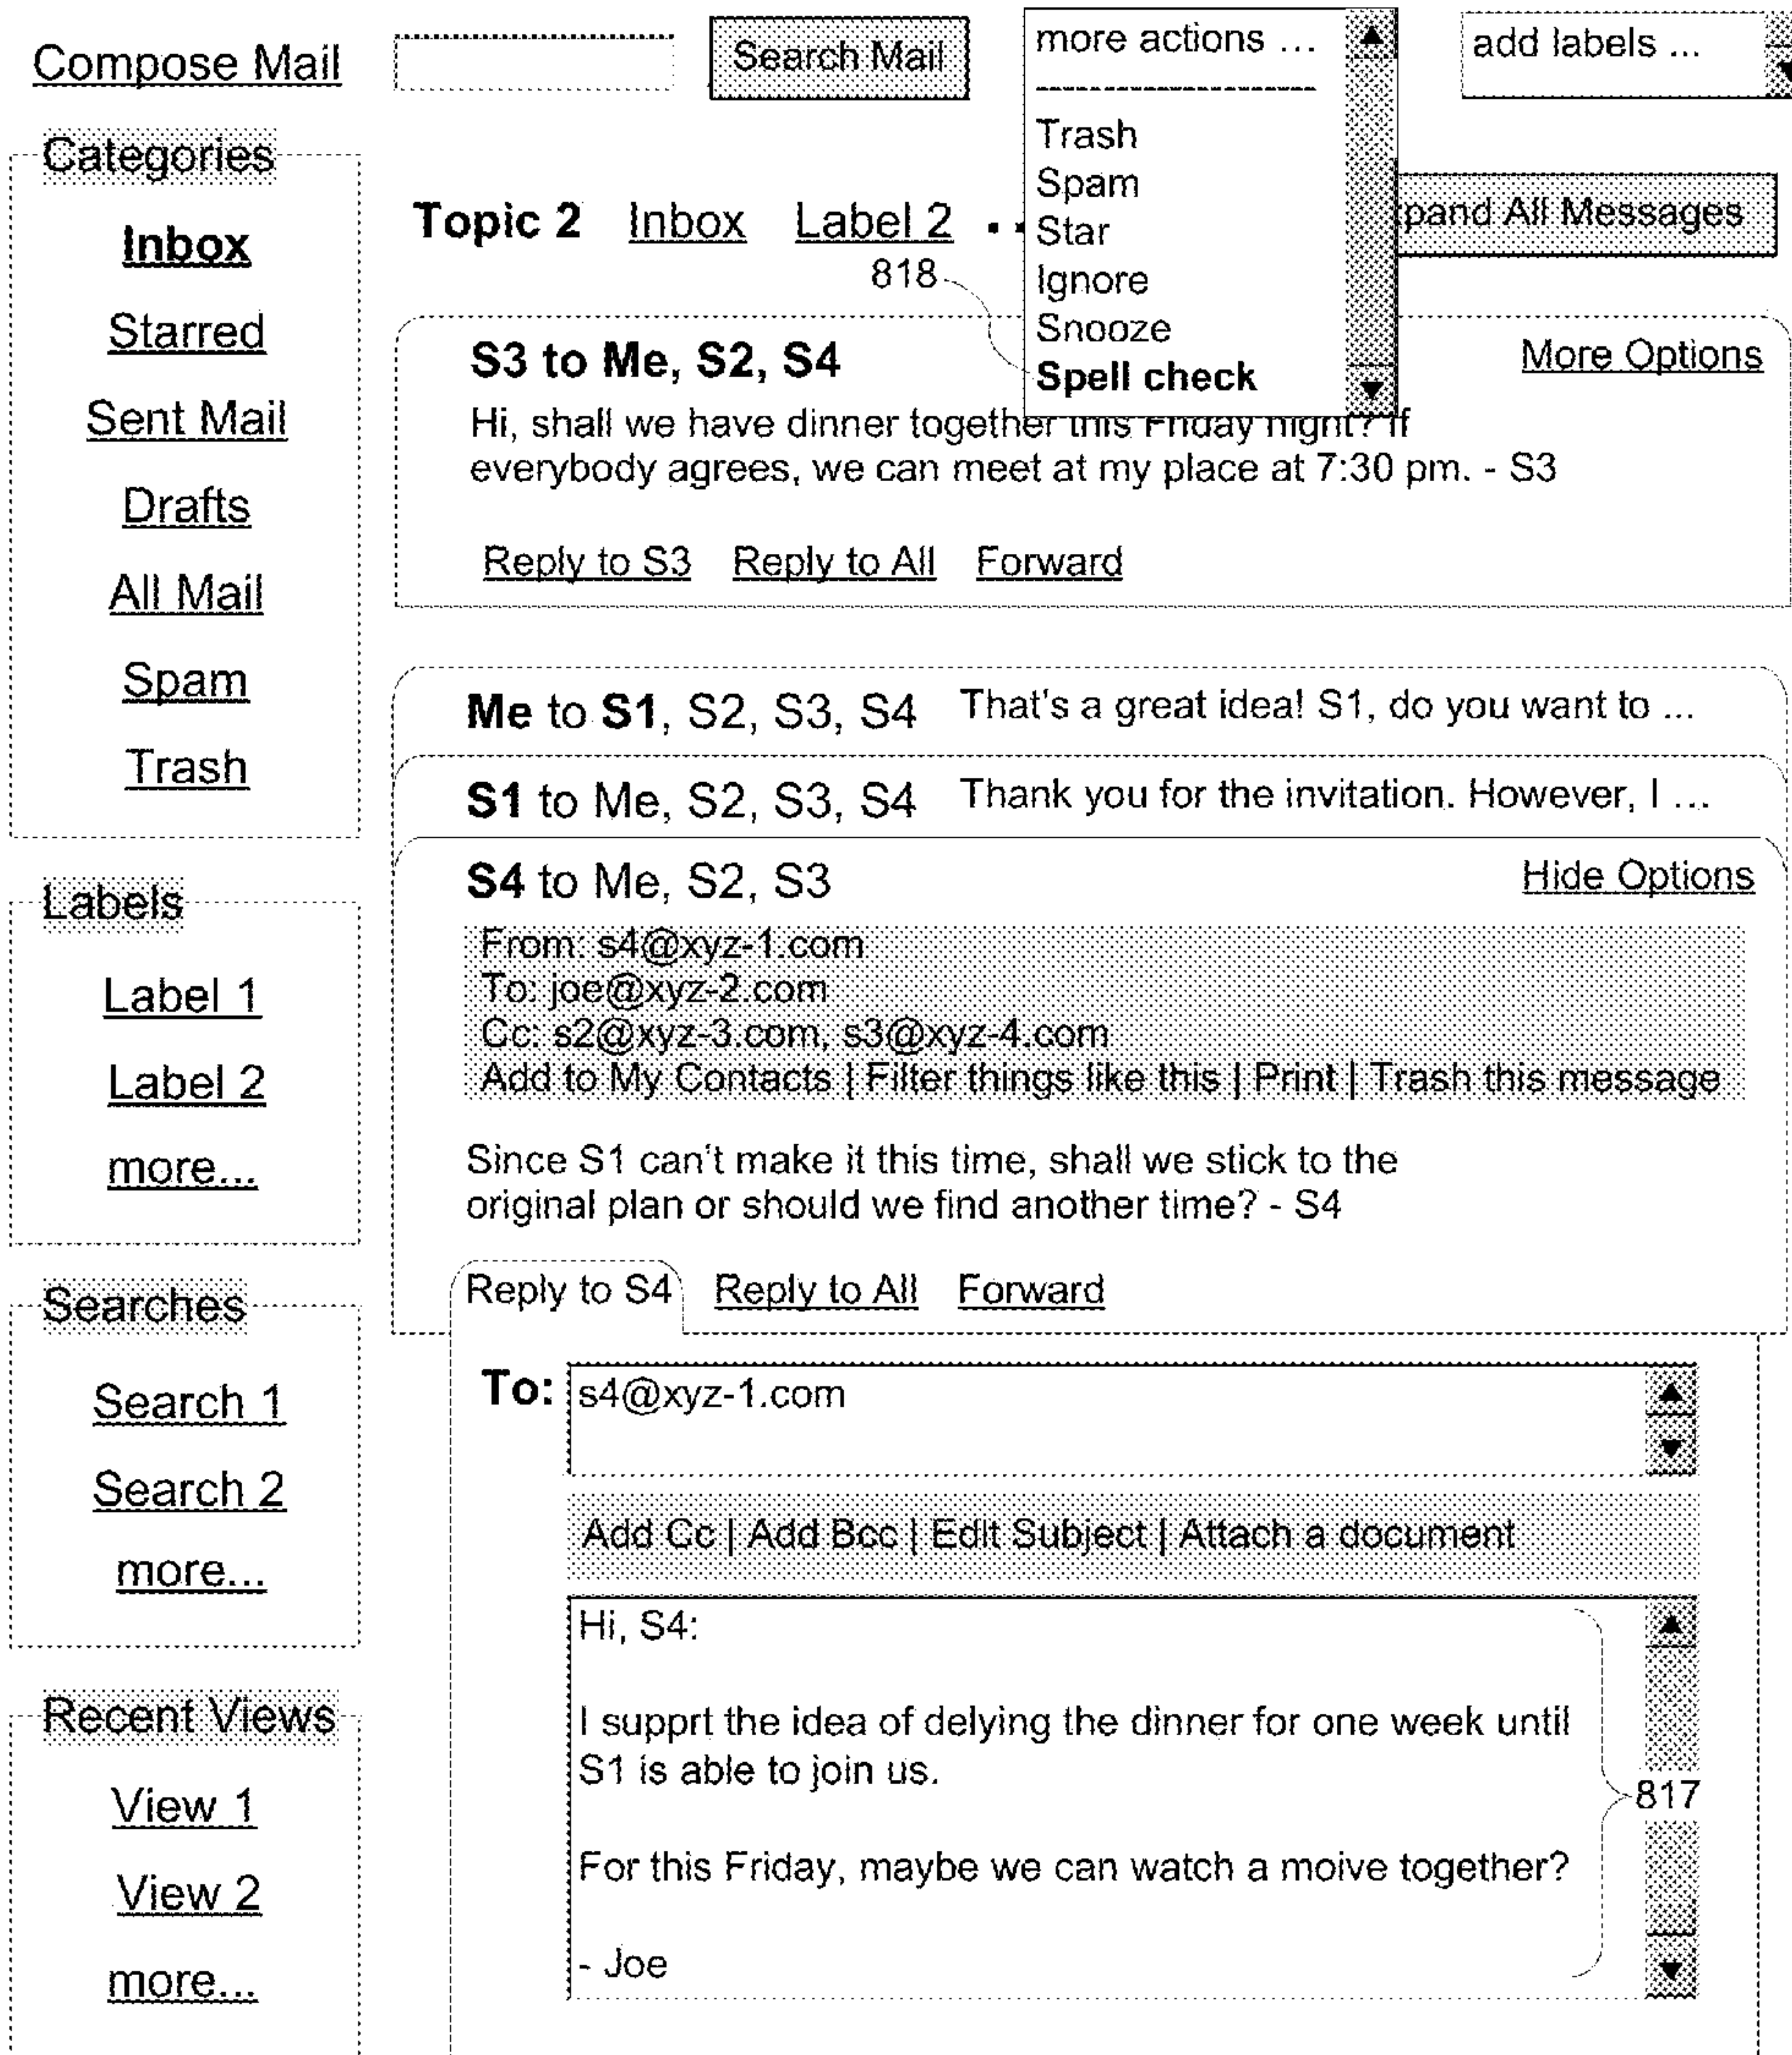 Compose Mail
Search Mail
more actions ...
Trash
Spam
Star
Ignore
Snooze
Spell check
add labels ...
Categories
Inbox
Starred
Sent Mail
Drafts
All Mail
Spam
Trash
Labels
Label 1
Label 2
more...
Searches
Search 1
Search 2
more...
Recent Views
View 1
View 2
more...
Topic 2 Inbox Label 2
pand All Messages
818
S3 to Me, S2, S4 More Options
Hi, shall we have dinner together this Friday night? If
everybody agrees, we can meet at my place at 7:30 pm. - S3
Reply to S3 Reply to All Forward
Me to S1, S2, S3, S4 That's a great idea! S1, do you want to ...
S1 to Me, S2, S3, S4 Thank you for the invitation. However, I ...
S4 to Me, S2, S3 Hide Options
From: s4@xyz-1.com
To: joe@xyz-2.com
Cc: s2@xyz-3.com, s3@xyz-4.com
Add to My Contacts | Filter things like this | Print | Trash this message
Since S1 can't make it this time, shall we stick to the
original plan or should we find another time? - S4
Reply to S4 Reply to All Forward
To: s4@xyz-1.com
Add Cc | Add Bcc | Edit Subject | Attach a document
Hi, S4:
I supprt the idea of delying the dinner for one week until
S1 is able to join us.
817
For this Friday, maybe we can watch a moive together?
- Joe